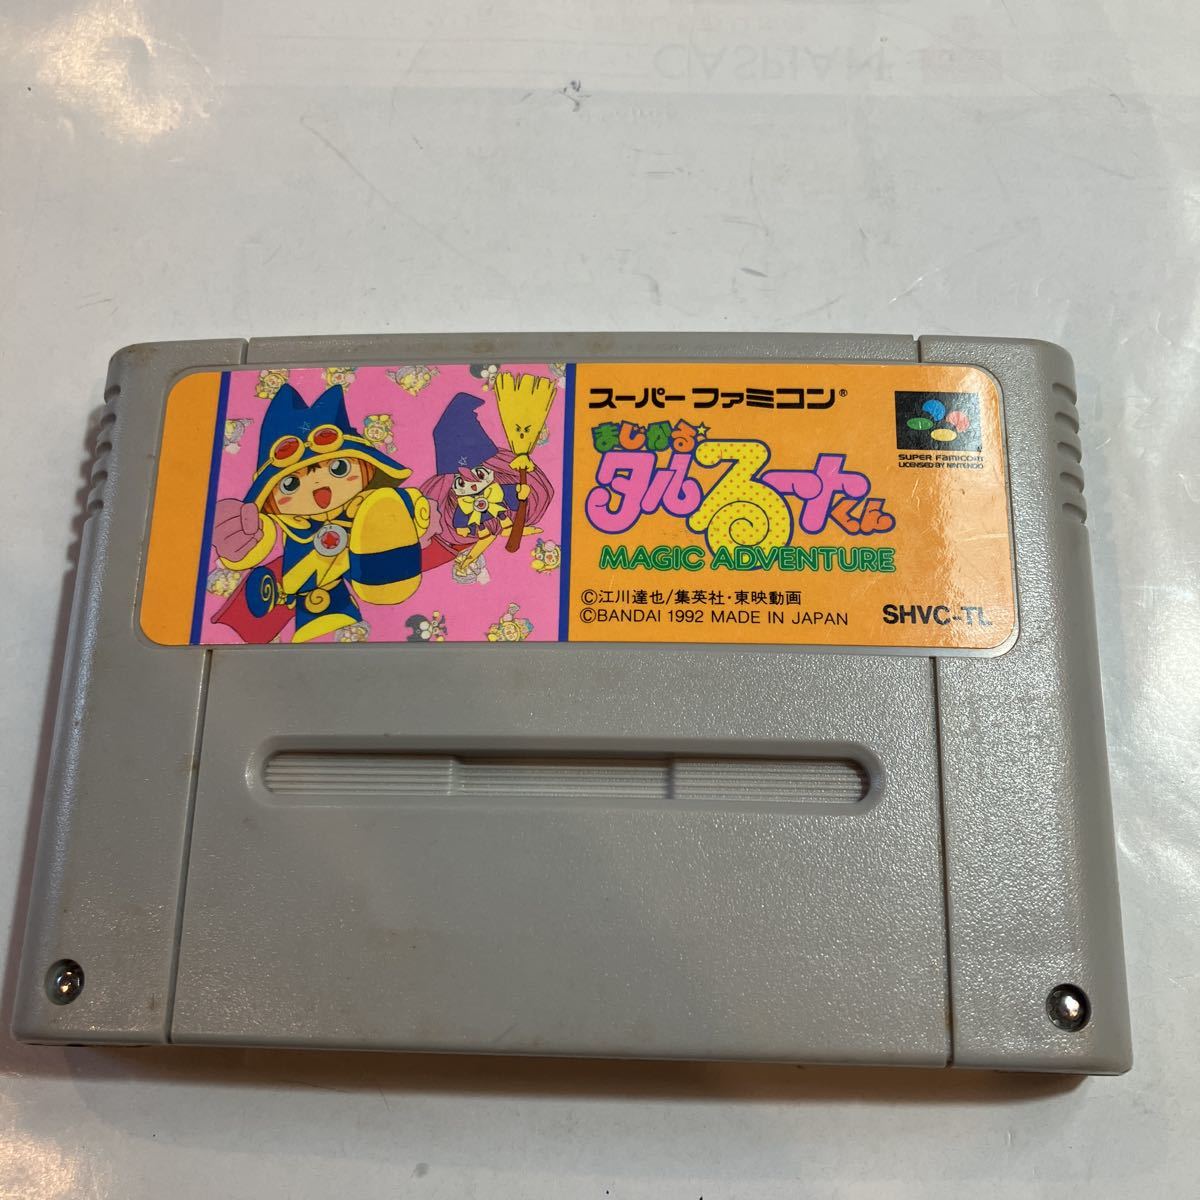 スーパーファミコン®
まじかる☆
タルるートくん
MAGIC ADVENTURE
SUPER FAMICOM
LICENSED BY NINTENDO
©江川達也/集英社・東映動画
©BANDAI 1992 MADE IN JAPAN
SHVC-TL